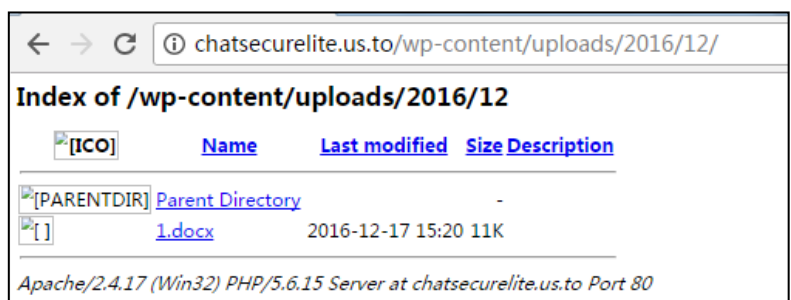 chatsecurelite.us.to/wp-content/uploads/2016/12/
Index of /wp-content/uploads/2016/12
[ICO] Name Last modified Size Description
[PARENTDIR] Parent Directory -
[ ] 1.docx 2016-12-17 15:20 11K
Apache/2.4.17 (Win32) PHP/5.6.15 Server at chatsecurelite.us.to Port 80